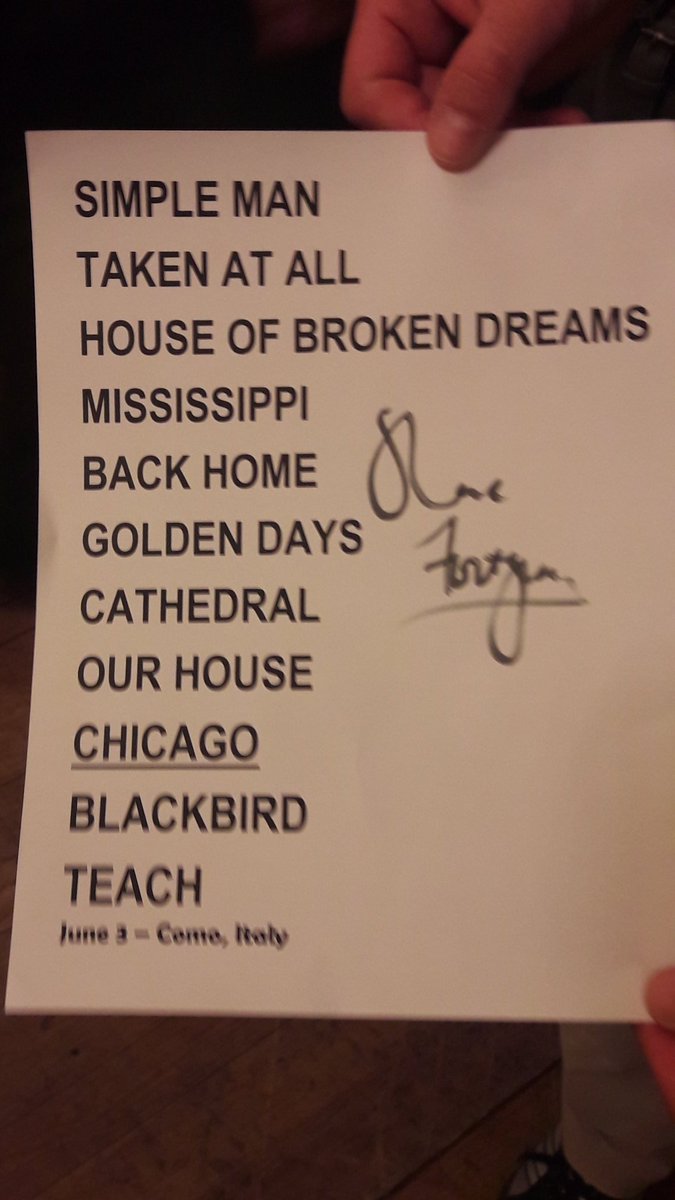 SIMPLE MAN
TAKEN AT ALL
HOUSE OF BROKEN DREAMS
MISSISSIPPI
BACK HOME
GOLDEN DAYS
CATHEDRAL
OUR HOUSE
CHICAGO
BLACKBIRD
TEACH
June 3 – Como, Italy